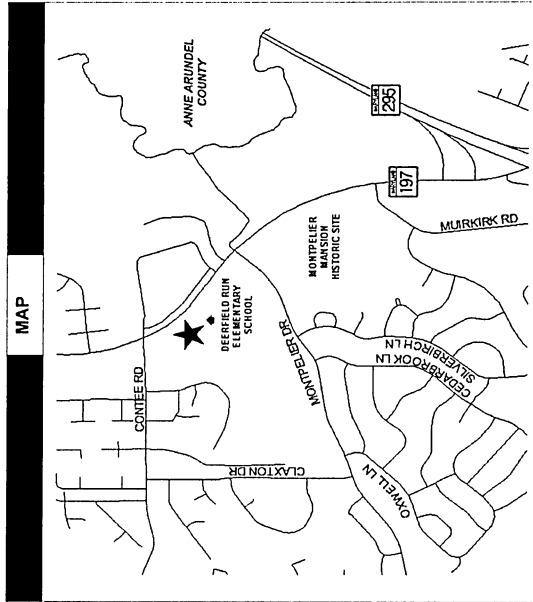 MAP
ANNE ARUNDEL
COUNTY
295
197
CONTEE RD
DEERFIELD RUN
ELEMENTARY
SCHOOL
MONTPELIER
MANSION
HISTORIC SITE
MUIRKIRK RD
MONTPELIER DR
CLAXTON DR
CEDARBROOK LN
SILVERBIRCH LN
OXWELL LN